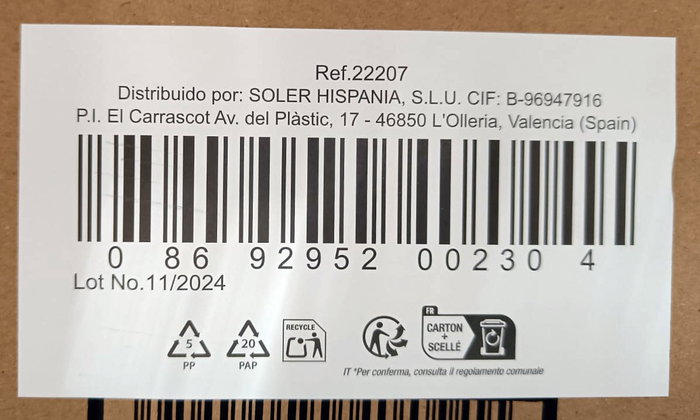 Ref.22207
Distribuido por: SOLER HISPANIA, S.L.U. CIF: B-96947916
P.I. El Carrascot Av. del Plàstic, 17 - 46850 L'Olleria, Valencia (Spain)
0 86 92952 00230 4
Lot No.11/2024
5
PP
20
PAP
RECYCLE
FR
CARTON
+
SCELLÉ
IT *Per conferma, consulta il regolamento comunale